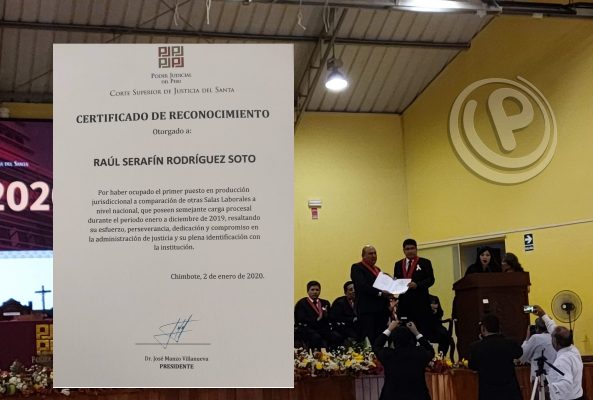 PODER JUDICIAL
DEL PERÚ
CORTE SUPERIOR DE JUSTICIA DEL SANTA
CERTIFICADO DE RECONOCIMIENTO
Otorgado a:
RAÚL SERAFÍN RODRÍGUEZ SOTO
Por haber ocupado el primer puesto en producción
jurisdiccional a comparación de otras Salas Laborales a
nivel nacional, que poseen semejante carga procesal
durante el periodo enero a diciembre de 2019, resaltando
su esfuerzo, perseverancia, dedicación y compromiso en
la administración de justicia y su plena identificación con
la institución.
Chimbote, 2 de enero de 2020.
Dr. José Manzo Villanueva
PRESIDENTE
DEL SANTA
2020
P